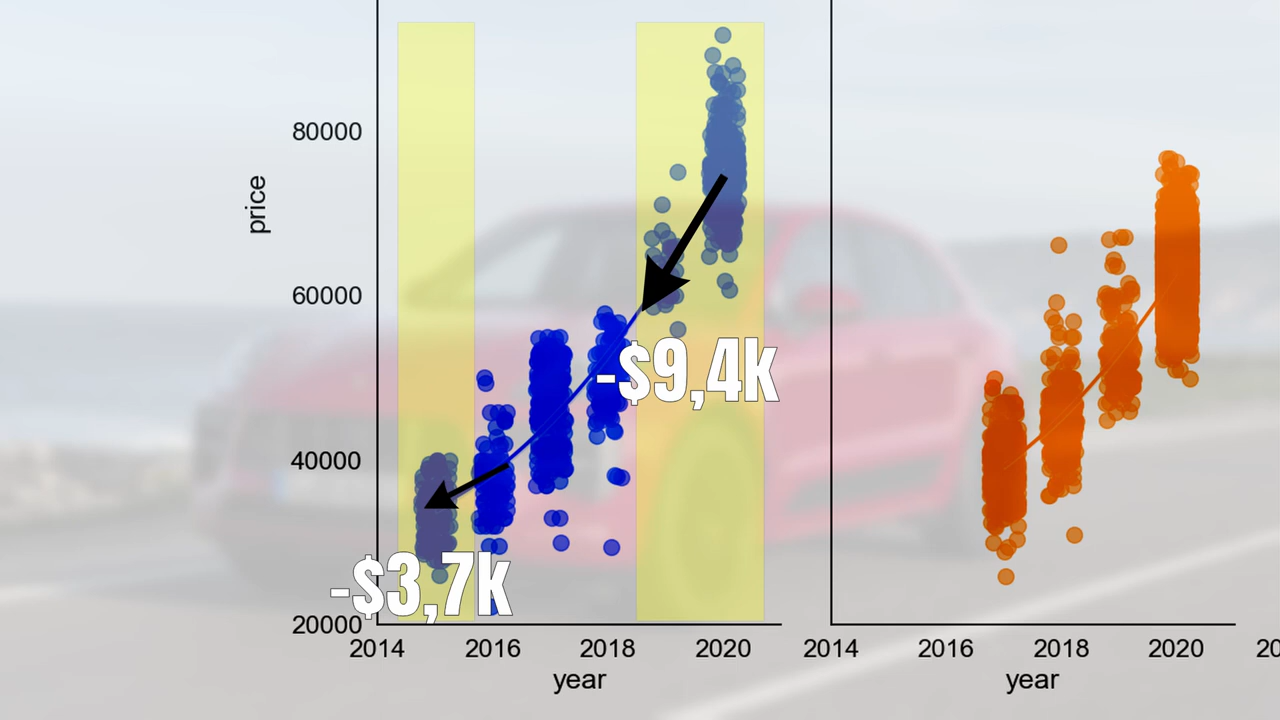 80000
price
60000
-$9,4K
40000
-$3,7K
20000
2014 2016 2018 2020 2014 2016 2018 2020 20
year year